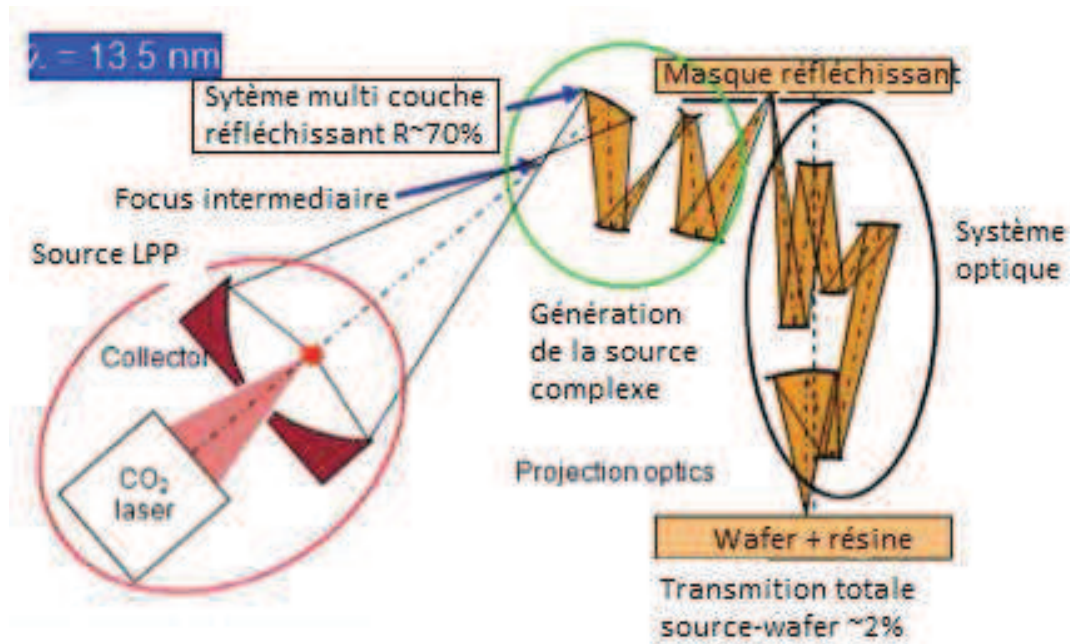 λ = 13.5 nm
Sytème multi couche
réfléchissant R~70%
Masque réfléchissant
Focus intermediaire
Source LPP
Système
optique
Génération
de la source
complexe
Collector
CO₂
laser
Projection optics
Wafer + résine
Transmition totale
source-wafer ~2%